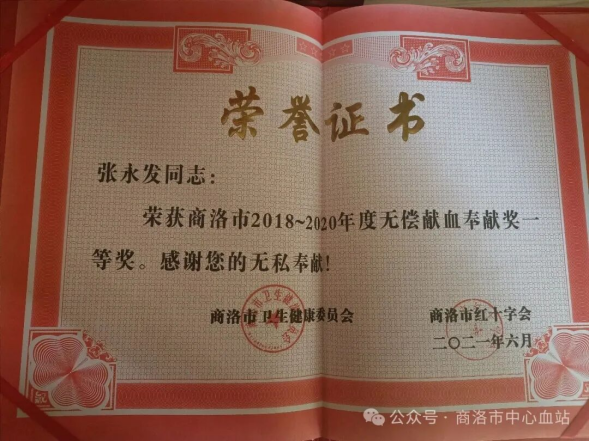 荣誉证书
张永发同志：
荣获商洛市2018~2020年度无偿献血奉献奖一
等奖。感谢您的无私奉献！
商洛市卫生健康委员会 商洛市红十字会
二〇二一年六月
公众号·商洛市中心血站